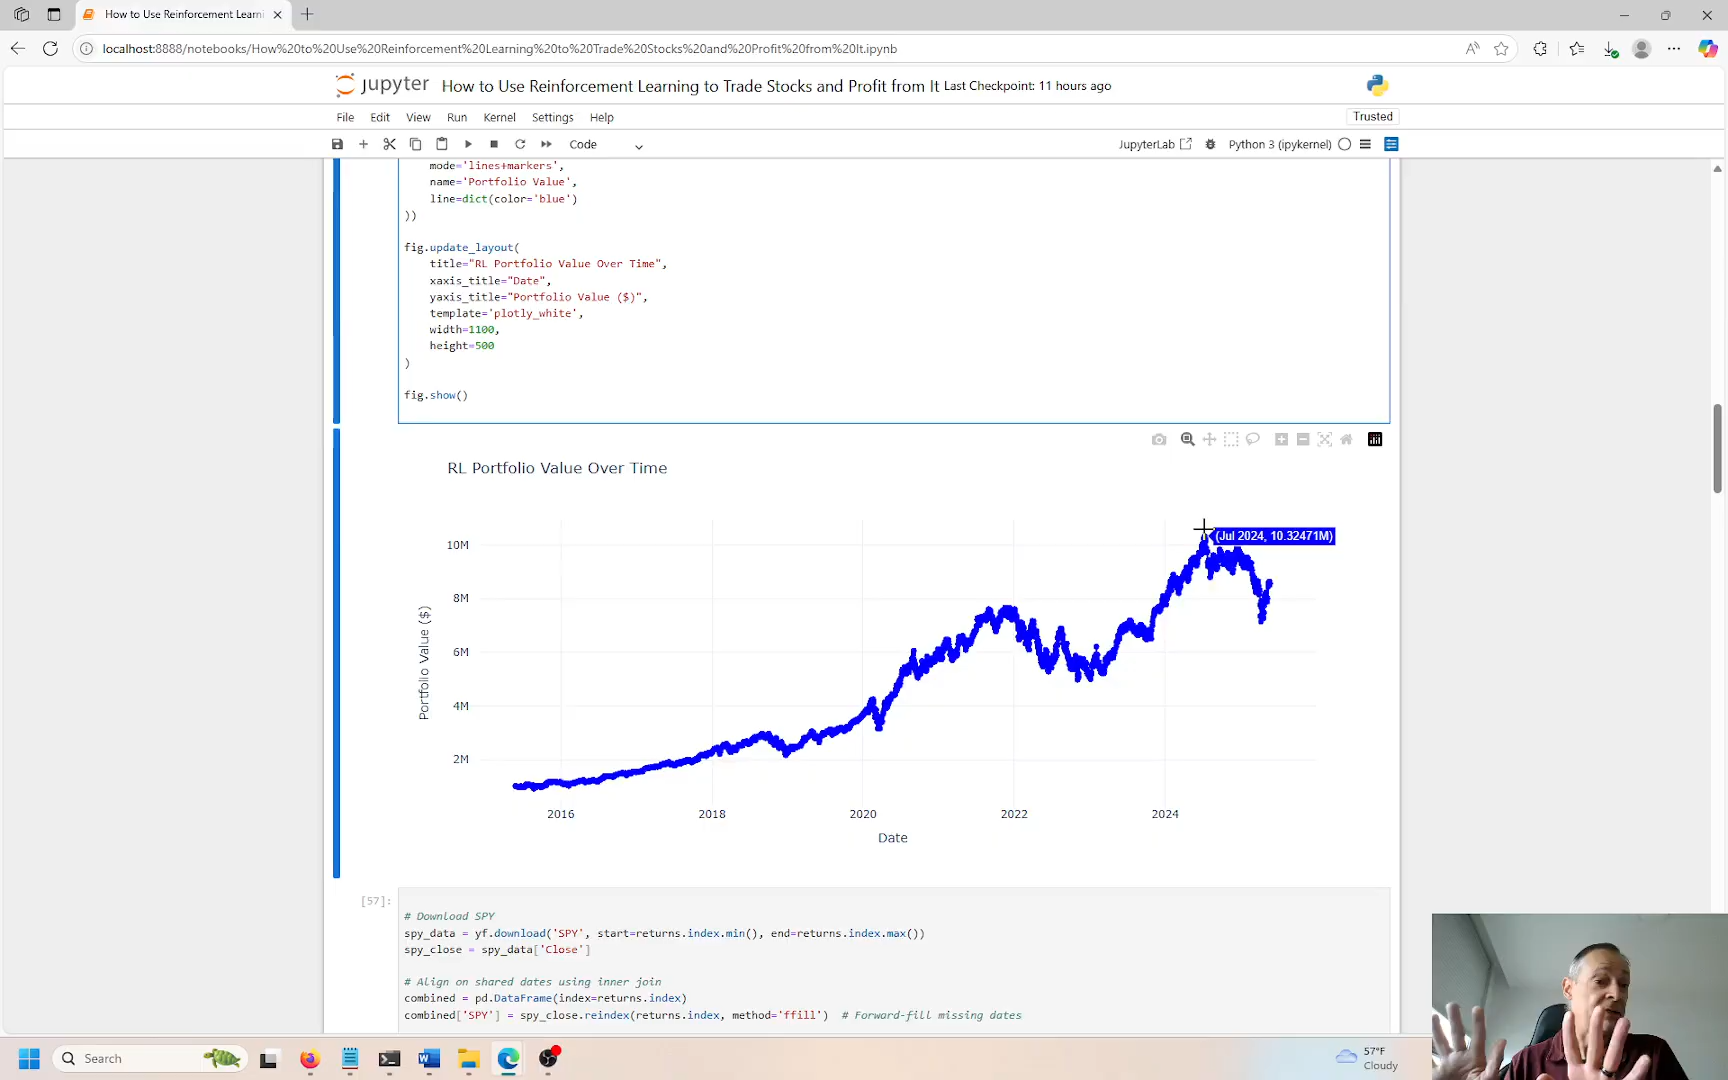 How to Use Reinforcement Learni
localhost:8888/notebooks/How%20to%20Use%20Reinforcement%20Learning%20to%20Trade%20Stocks%20and%20Profit%20from%20It.ipynb
jupyter How to Use Reinforcement Learning to Trade Stocks and Profit from It Last Checkpoint: 11 hours ago
File Edit View Run Kernel Settings Help
Trusted
Code
JupyterLab
Python 3 (ipykernel)
mode='lines+markers',
name='Portfolio Value',
line=dict(color='blue')
))
fig.update_layout(
title="RL Portfolio Value Over Time",
xaxis_title="Date",
yaxis_title="Portfolio Value ($)",
template='plotly_white',
width=1100,
height=500
)
fig.show()
RL Portfolio Value Over Time
(Jul 2024, 10.32471M)
10M
8M
6M
4M
2M
Portfolio Value ($)
2016 2018 2020 2022 2024
Date
[57]:
# Download SPY
spy_data = yf.download('SPY', start=returns.index.min(), end=returns.index.max())
spy_close = spy_data['Close']
# Align on shared dates using inner join
combined = pd.DataFrame(index=returns.index)
combined['SPY'] = spy_close.reindex(returns.index, method='ffill') # Forward-fill missing dates
Search
57°F
Cloudy